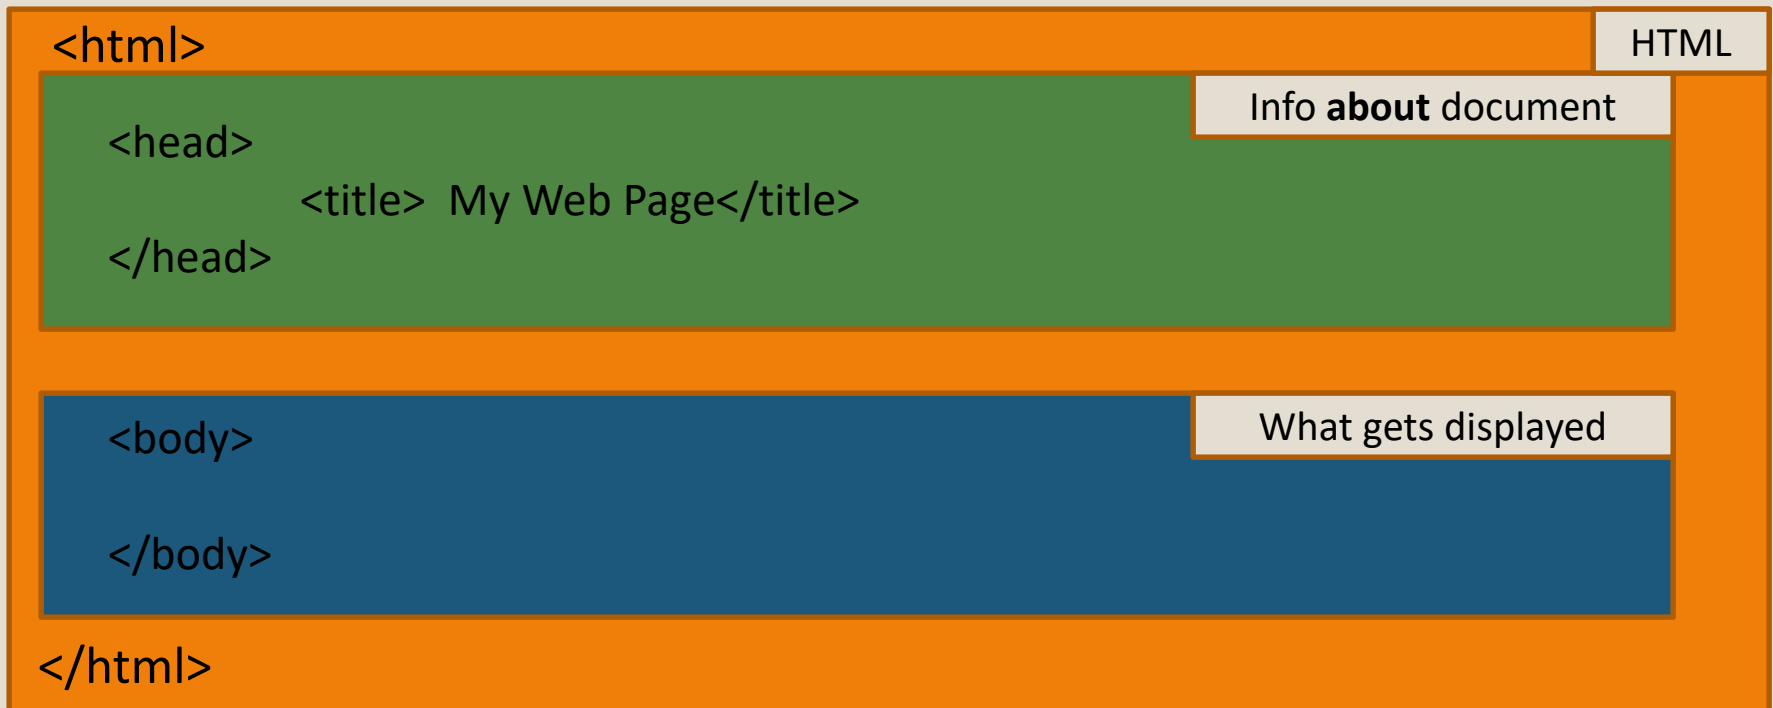 <html>
HTML
Info about document
<head>
<title> My Web Page</title>
</head>
What gets displayed
<body>
</body>
</html>